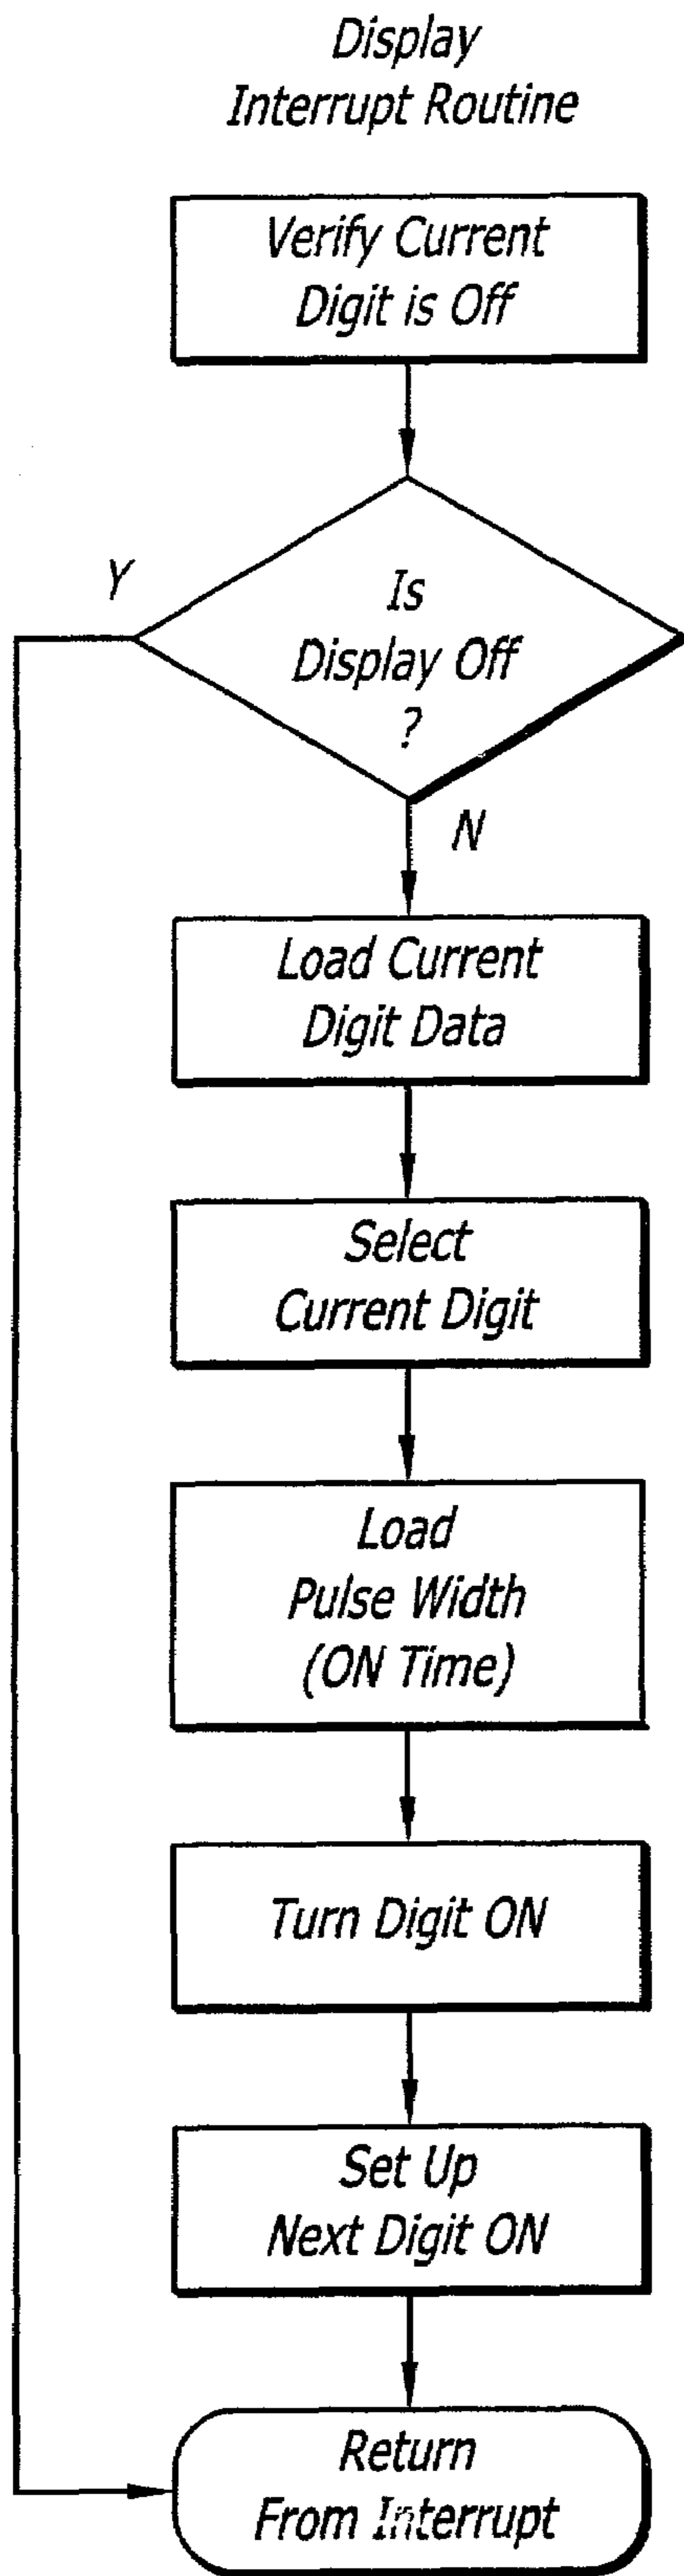 Display
Interrupt Routine
Verify Current
Digit is Off
Y
Is
Display Off
?
N
Load Current
Digit Data
Select
Current Digit
Load
Pulse Width
(ON Time)
Turn Digit ON
Set Up
Next Digit ON
Return
From Interrupt